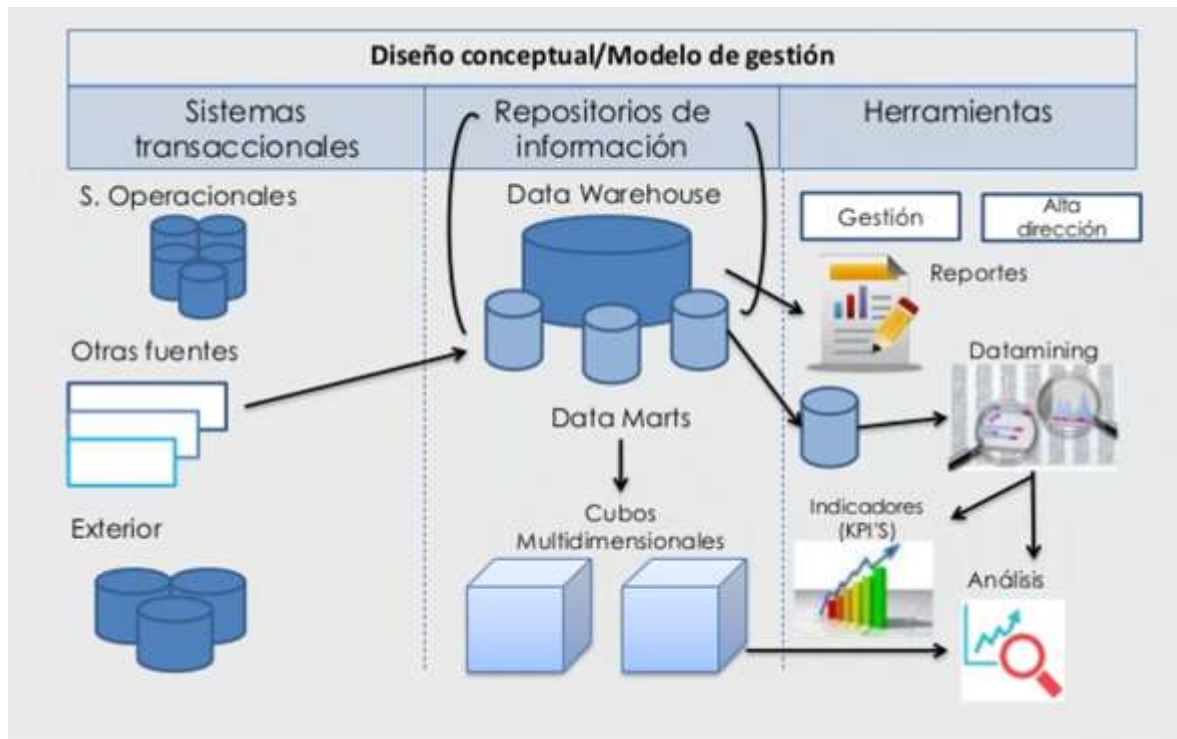 Diseño conceptual/Modelo de gestión
Sistemas
transaccionales
Repositorios de
información
Herramientas
S. Operacionales
Otras fuentes
Exterior
Data Warehouse
Data Marts
Cubos
Multidimensionales
Gestión
Alta
dirección
Reportes
Datamining
Indicadores
(KPI'S)
Análisis